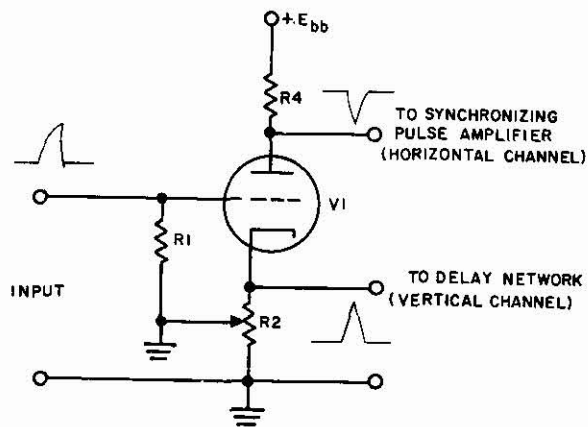 +Ebb
R4
TO SYNCHRONIZING
PULSE AMPLIFIER
(HORIZONTAL CHANNEL)
V1
R1
INPUT
TO DELAY NETWORK
(VERTICAL CHANNEL)
R2